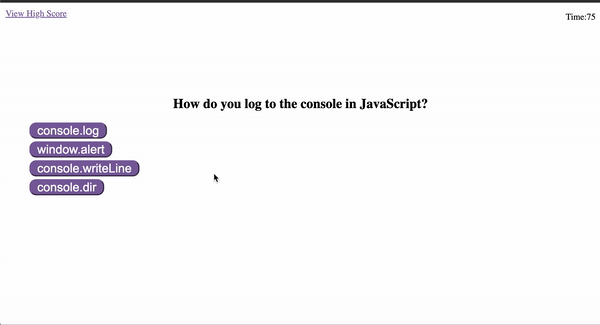 View High Score
Time:75
How do you log to the console in JavaScript?
console.log
window.alert
console.writeLine
console.dir